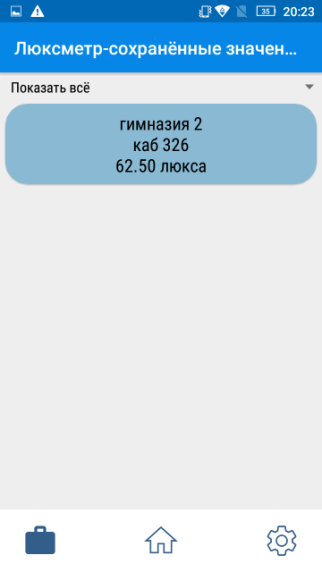 35 20:23
Люксметр-сохранённые значен...
Показать всё
гимназия 2
каб 326
62.50 люкса